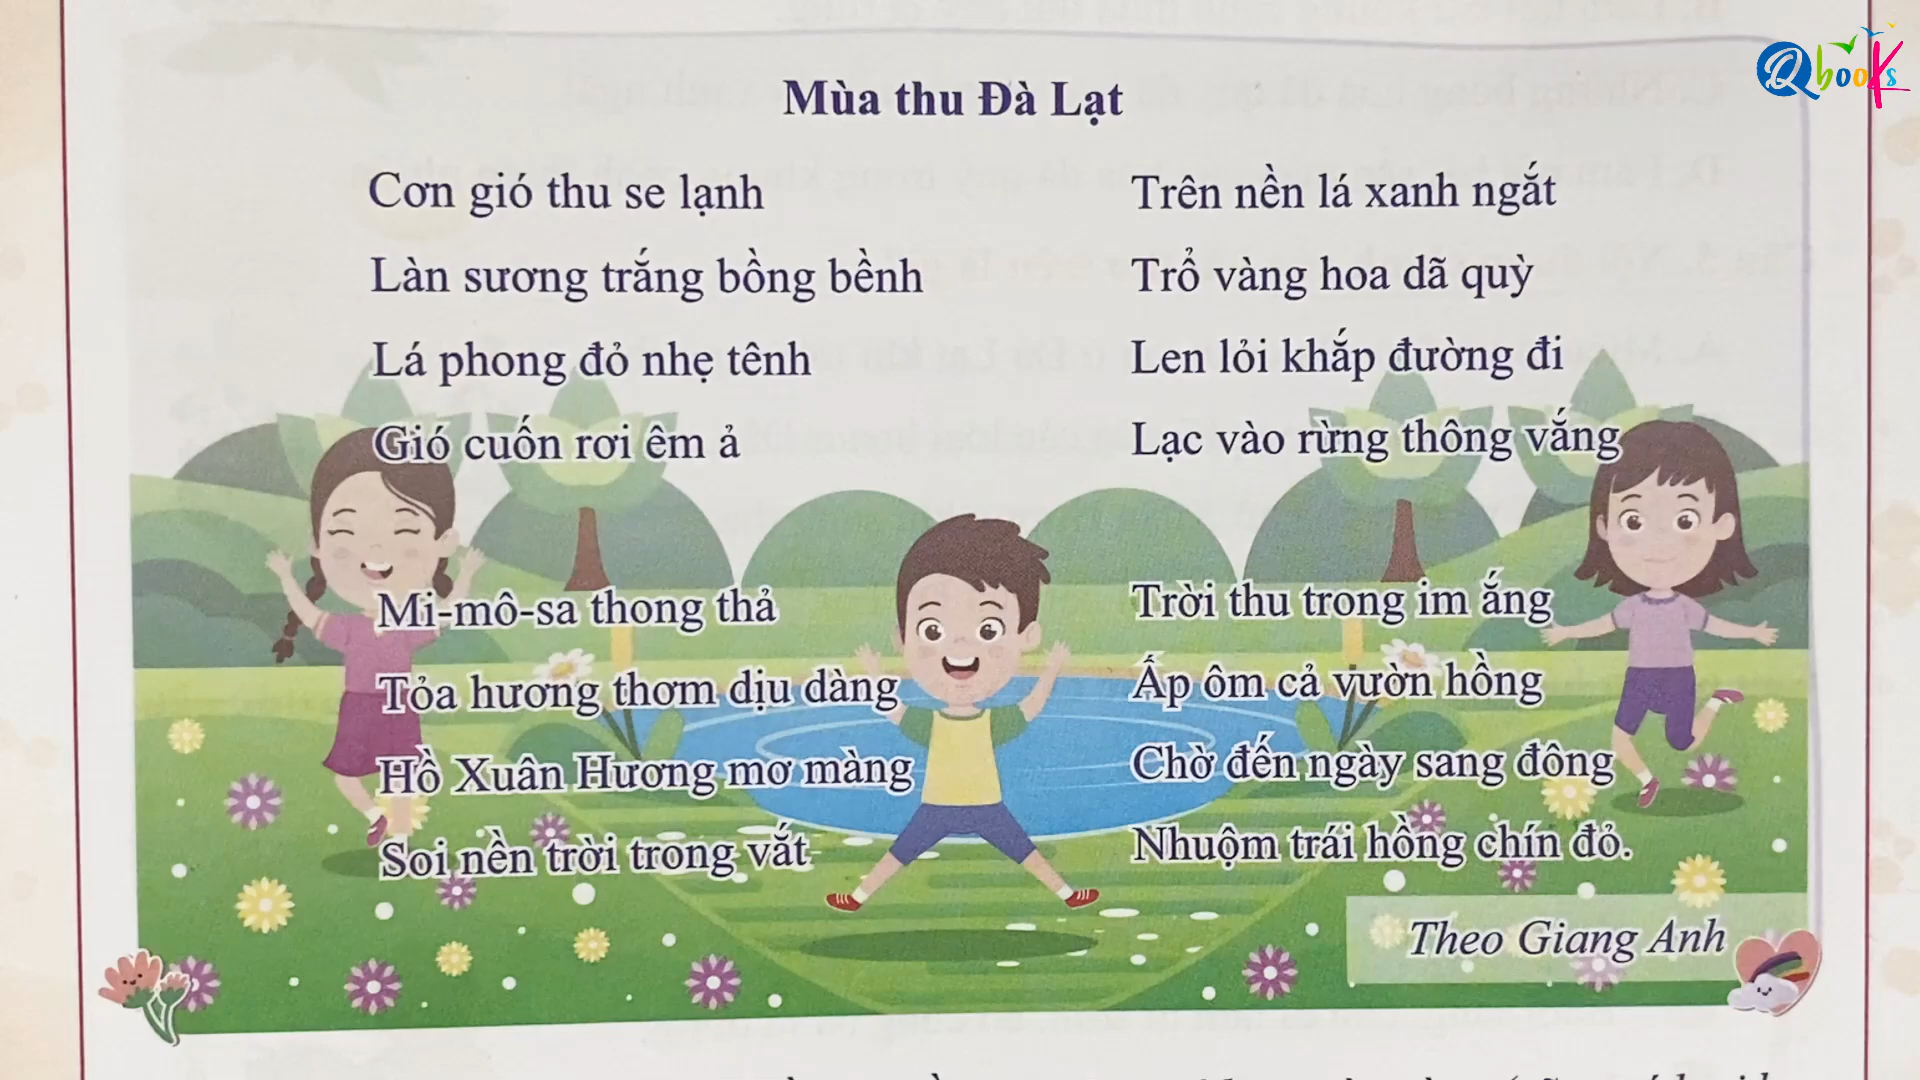 Qbooks
Mùa thu Đà Lạt
Cơn gió thu se lạnh
Làn sương trắng bồng bềnh
Lá phong đỏ nhẹ tênh
Gió cuốn rơi êm ả
Mi-mô-sa thong thả
Tỏa hương thơm dịu dàng
Hồ Xuân Hương mơ màng
Soi nền trời trong vắt
Trên nền lá xanh ngắt
Trổ vàng hoa dã quỳ
Len lỏi khắp đường đi
Lạc vào rừng thông vắng
Trời thu trong im ắng
Ấp ôm cả vườn hồng
Chờ đến ngày sang đông
Nhuộm trái hồng chín đỏ.
Theo Giang Anh